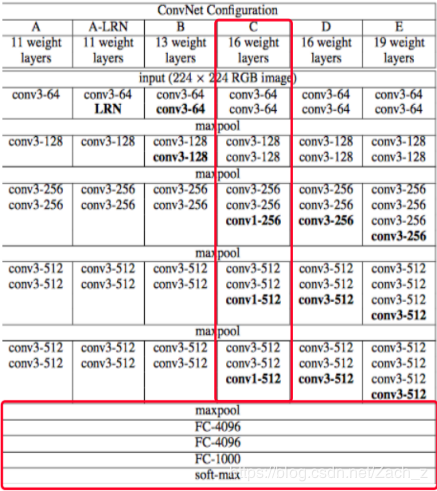 ConvNet Configuration
A A-LRN B C D E
11 weight 11 weight 13 weight 16 weight 16 weight 19 weight
layers layers layers layers layers layers
input (224 × 224 RGB image)
conv3-64 conv3-64 conv3-64 conv3-64 conv3-64 conv3-64
LRN conv3-64 conv3-64 conv3-64 conv3-64
maxpool
conv3-128 conv3-128 conv3-128 conv3-128 conv3-128 conv3-128
conv3-128 conv3-128 conv3-128 conv3-128
maxpool
conv3-256 conv3-256 conv3-256 conv3-256 conv3-256 conv3-256
conv3-256 conv3-256 conv3-256 conv3-256 conv3-256 conv3-256
conv1-256 conv3-256 conv3-256
conv3-256
maxpool
conv3-512 conv3-512 conv3-512 conv3-512 conv3-512 conv3-512
conv3-512 conv3-512 conv3-512 conv3-512 conv3-512 conv3-512
conv1-512 conv3-512 conv3-512
conv3-512
maxpool
conv3-512 conv3-512 conv3-512 conv3-512 conv3-512 conv3-512
conv3-512 conv3-512 conv3-512 conv3-512 conv3-512 conv3-512
conv1-512 conv3-512 conv3-512
conv3-512
maxpool
FC-4096
FC-4096
FC-1000
soft-max
https://blog.csdn.net/Zach_z